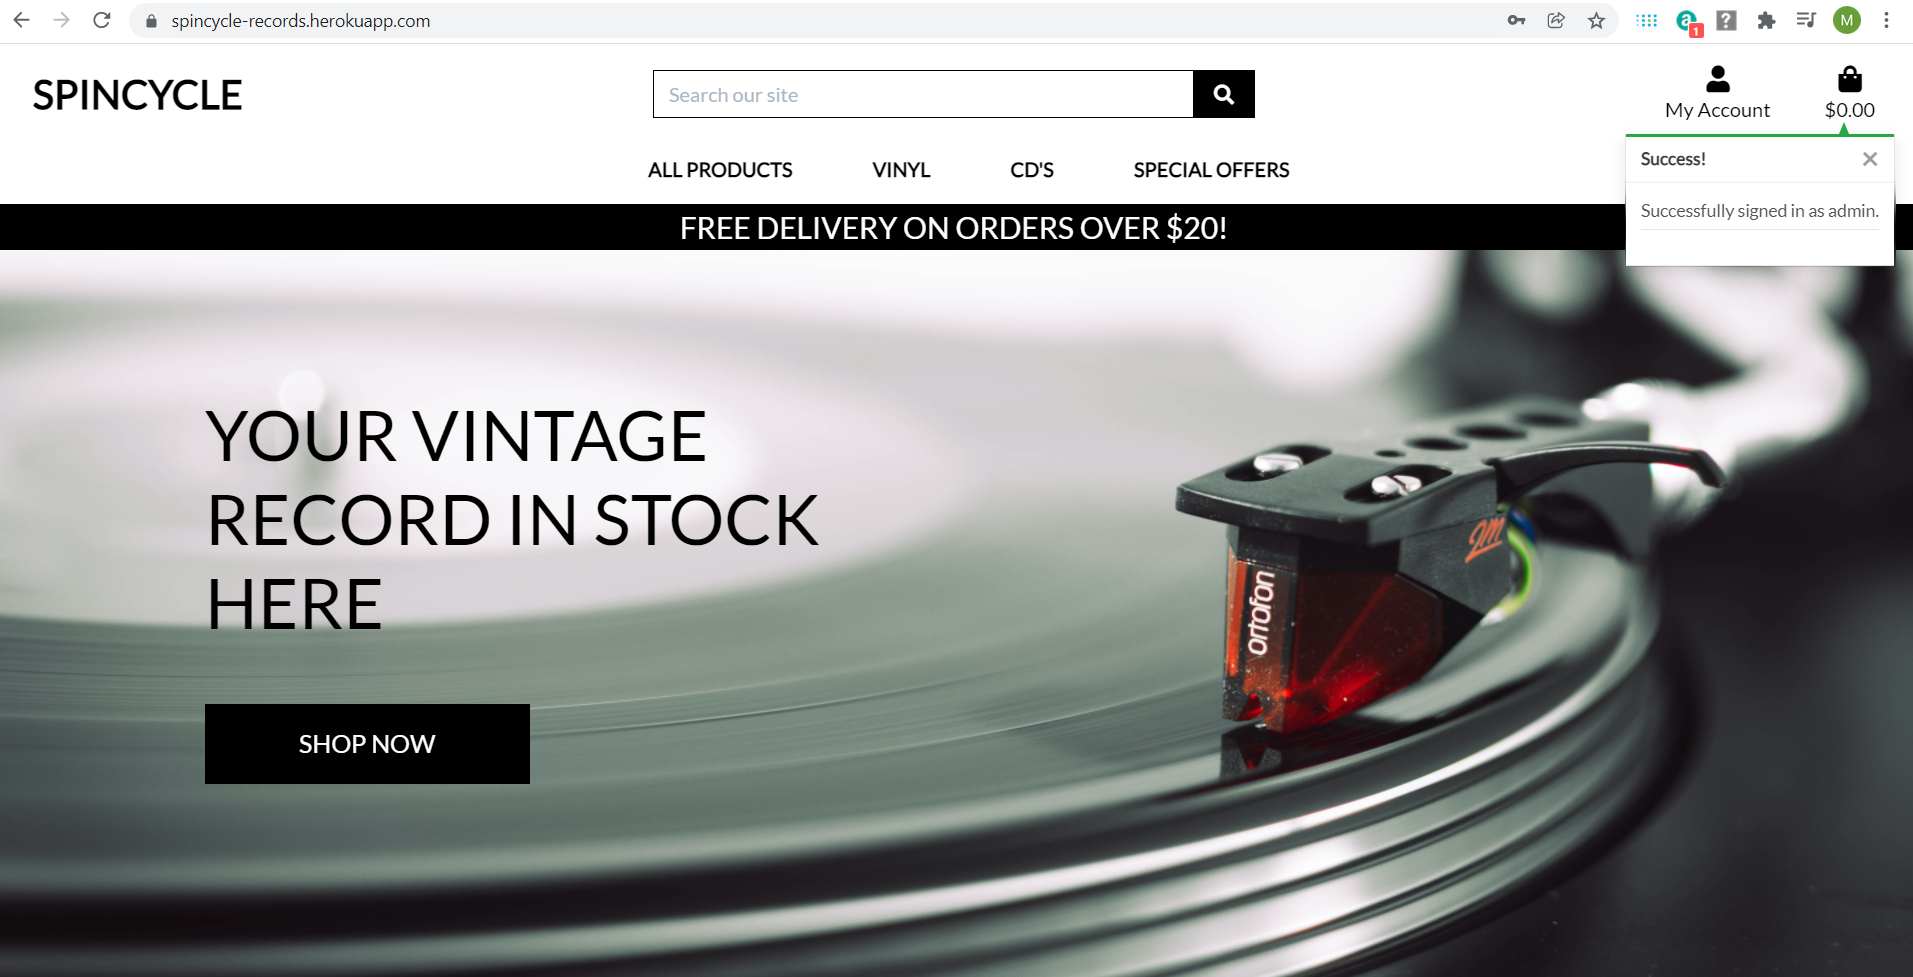 spincycle-records.herokuapp.com
1
M
SPINCYCLE
Search our site
My Account
$0.00
ALL PRODUCTS
VINYL
CD'S
SPECIAL OFFERS
Success!
Successfully signed in as admin.
FREE DELIVERY ON ORDERS OVER $20!
YOUR VINTAGE
RECORD IN STOCK
HERE
SHOP NOW
2M
ortofon